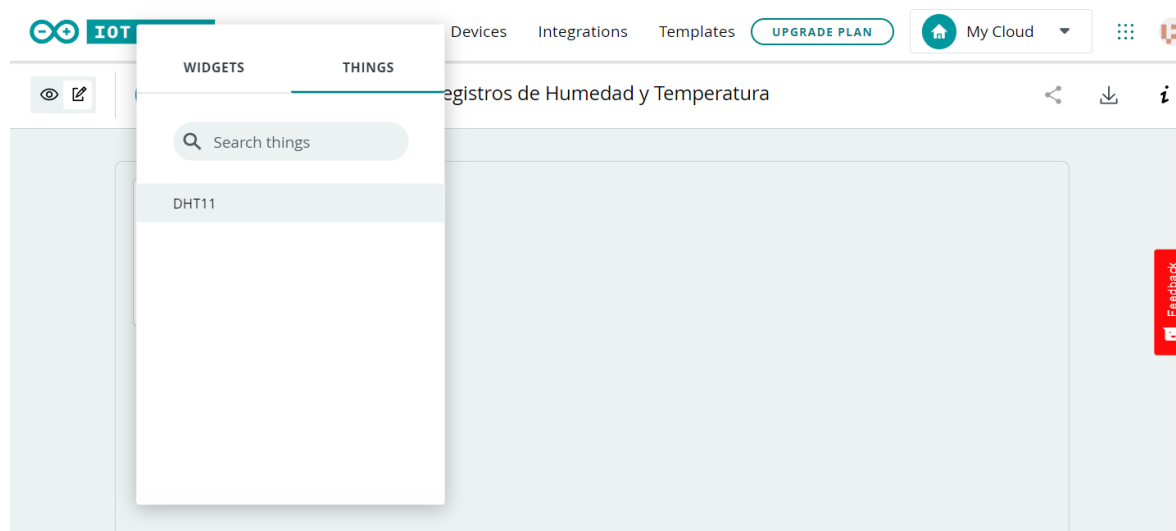 IOT
Devices
Integrations
Templates
UPGRADE PLAN
My Cloud
WIDGETS
THINGS
egistros de Humedad y Temperatura
Search things
DHT11
Feedback